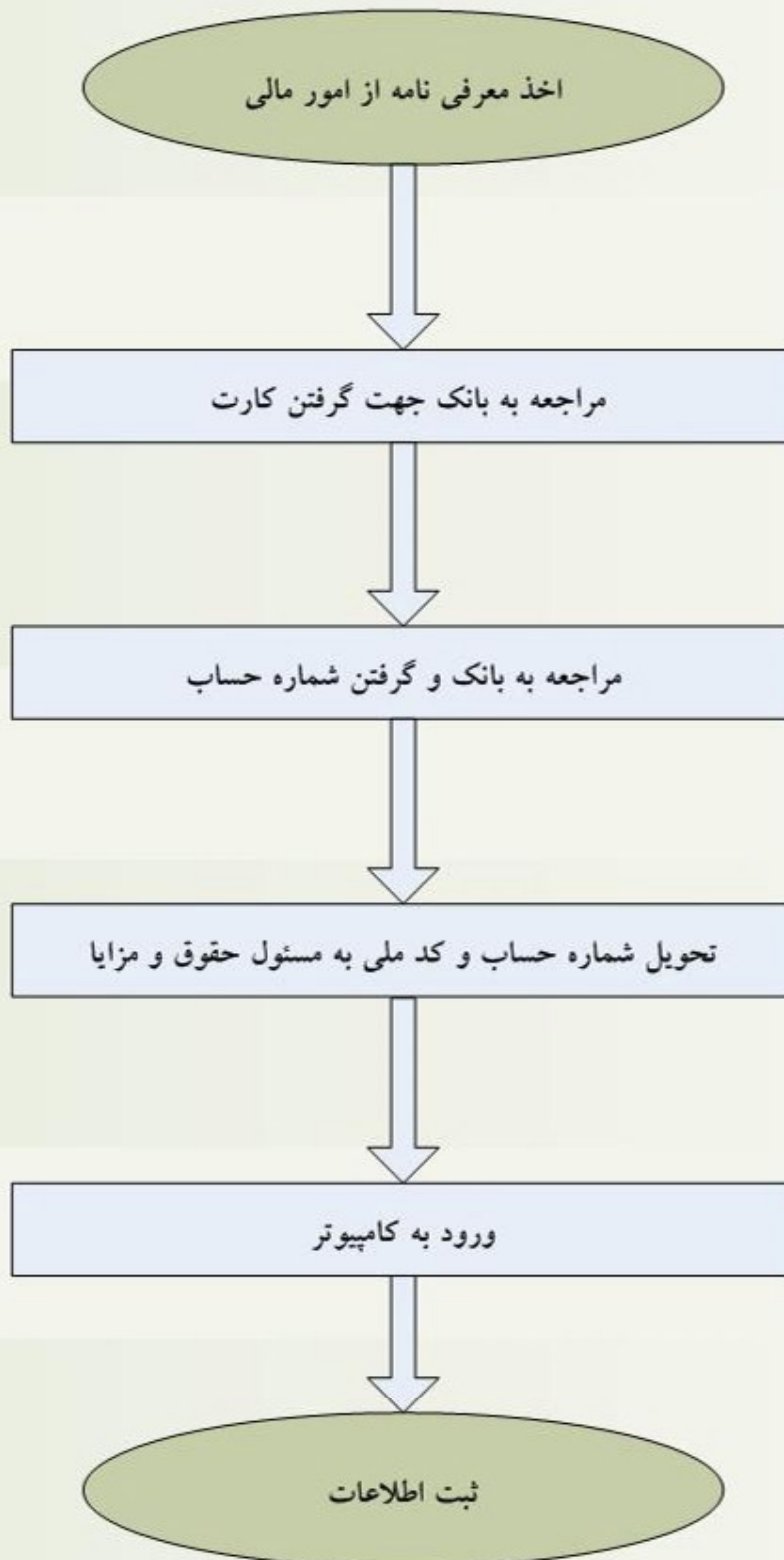 اخذ معرفی نامه از امور مالی
مراجعه به بانک جهت گرفتن کارت
مراجعه به بانک و گرفتن شماره حساب
تحویل شماره حساب و کد ملی به مسئول حقوق و مزایا
ورود به کامپیوتر
ثبت اطلاعات